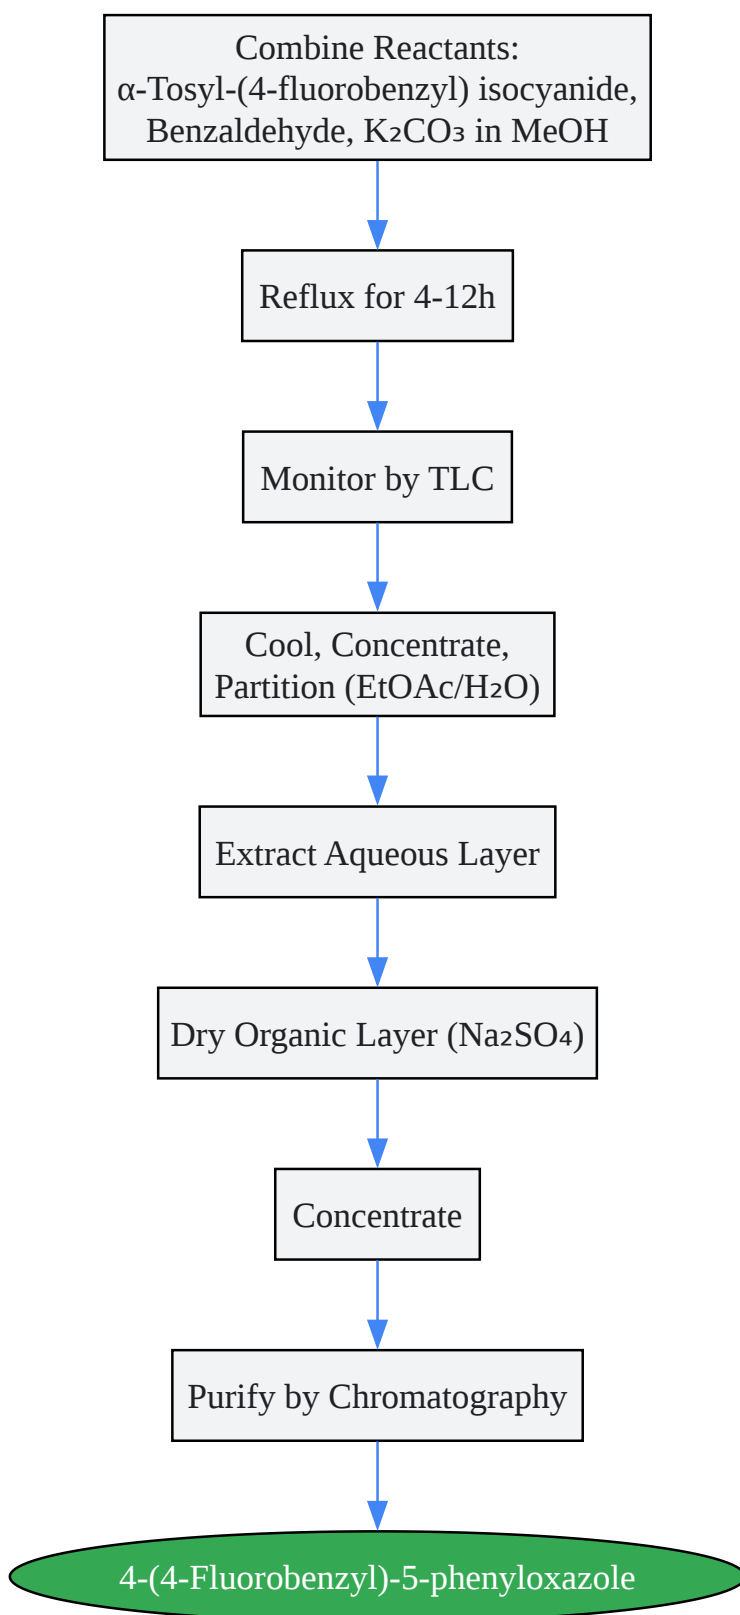 Combine Reactants:
α-Tosyl-(4-fluorobenzyl) isocyanide,
Benzaldehyde, K₂CO₃ in MeOH
Reflux for 4-12h
Monitor by TLC
Cool, Concentrate,
Partition (EtOAc/H₂O)
Extract Aqueous Layer
Dry Organic Layer (Na₂SO₄)
Concentrate
Purify by Chromatography
4-(4-Fluorobenzyl)-5-phenyloxazole